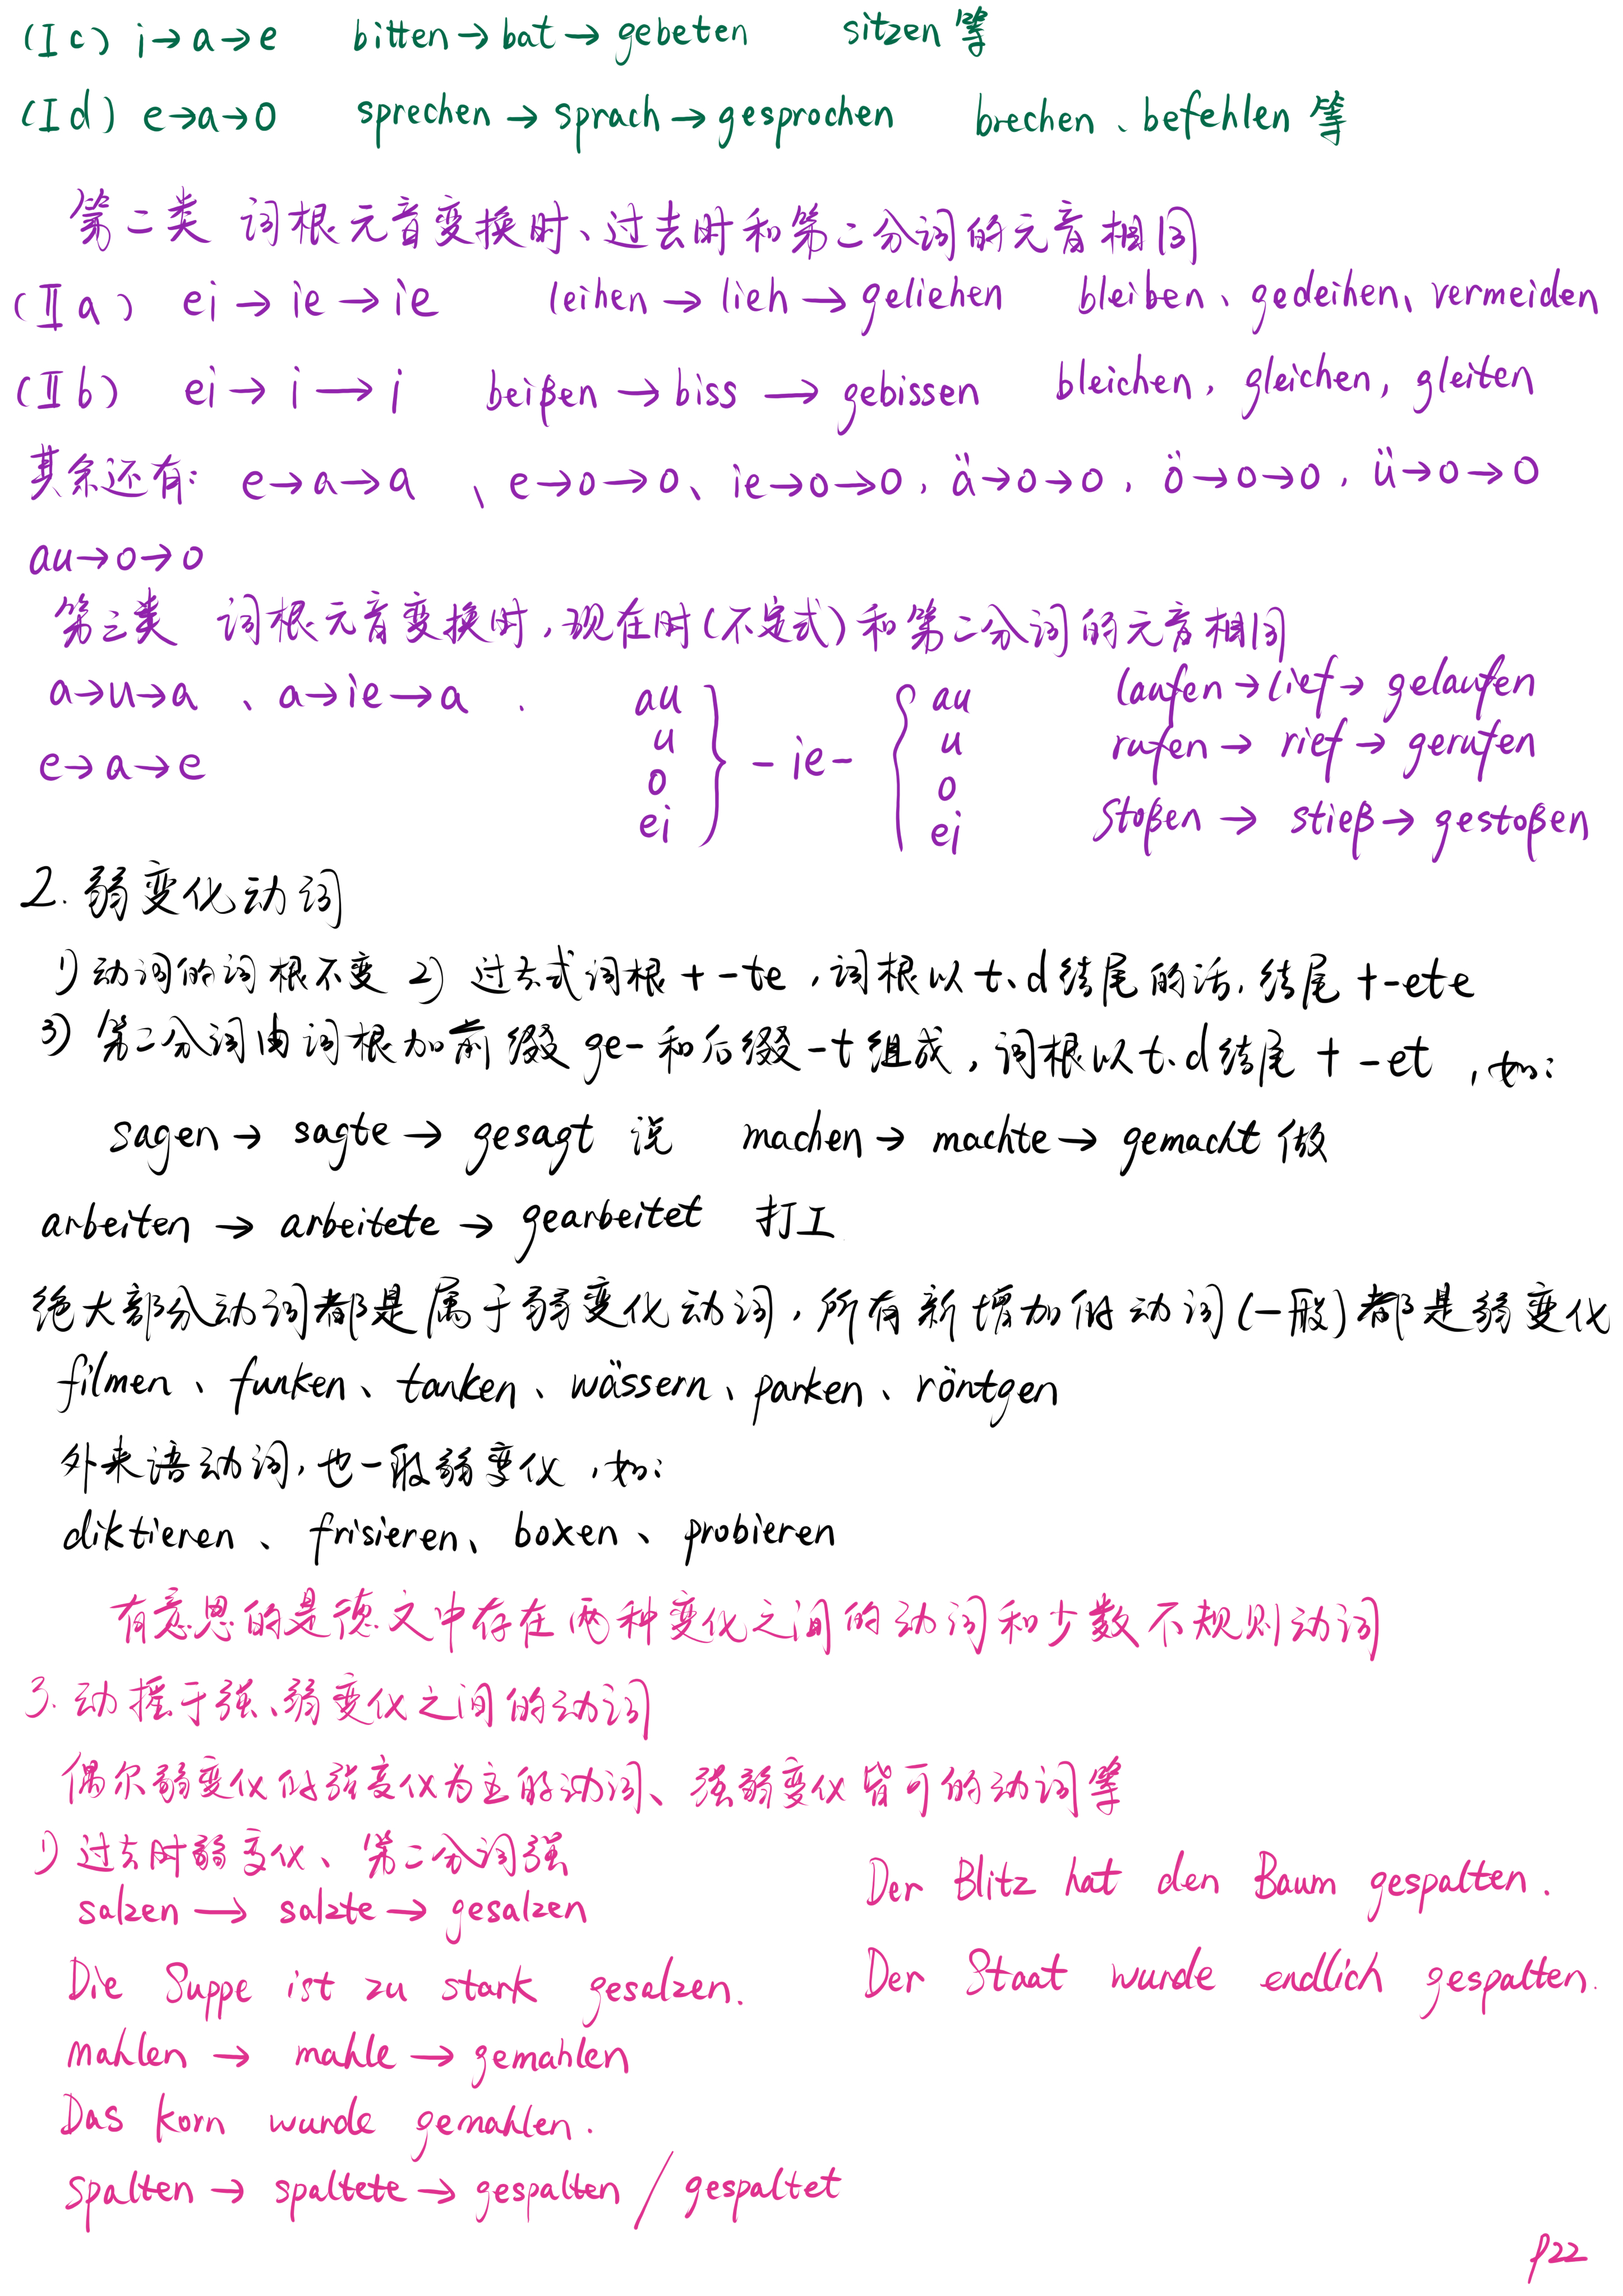 (Ⅰc) i→a→e bitten→bat→gebeten sitzen 等
(Ⅰd) e→a→o sprechen→sprach→gesprochen brechen、befehlen 等
第二类 词根元音变换时、过去时和第二分词的元音相同
(Ⅱa) ei→ie→ie leihen→lieh→geliehen bleiben、gedeihen、vermeiden
(Ⅱb) ei→i→i beißen→biss→gebissen bleichen, gleichen, gleiten
其余还有: e→a→a 、e→o→o、ie→o→o, ä→o→o, ö→o→o, ü→o→o
au→o→o
第三类 词根元音变换时,现在时(不定式)和第二分词的元音相同
a→u→a 、a→ie→a .
e→a→e
au
u
o
ei
} -ie- {
au
u
o
ei
laufen→lief→gelaufen
rufen→rief→gerufen
stoßen→stieß→gestoßen
2. 弱变化动词
1) 动词的词根不变 2) 过去式词根+-te,词根以t、d结尾的话,结尾+-ete
3) 第二分词由词根加前缀ge-和后缀-t组成,词根以t、d结尾+-et,如:
sagen→sagte→gesagt 说 machen→machte→gemacht 做
arbeiten→arbeitete→gearbeitet 打工
绝大部分动词都是属于弱变化动词,所有新增加的动词(一般)都是弱变化
filmen、funken、tanken、wässern、parken、röntgen
外来语动词,也一般弱变化,如:
diktieren、frisieren、boxen、probieren
有意思的是德文中存在两种变化之间的动词和少数不规则动词
3. 动摇于强、弱变化之间的动词
偶尔弱变化的强变化为主的动词、强弱变化皆可的动词等
1) 过去时弱变化、第二分词强
salzen→salzte→gesalzen
Die Suppe ist zu stark gesalzen.
mahlen→mahle→gemahlen
Das Korn wurde gemahlen.
spalten→spaltete→gespalten/gespaltet
Der Blitz hat den Baum gespalten.
Der Staat wurde endlich gespalten.
P22